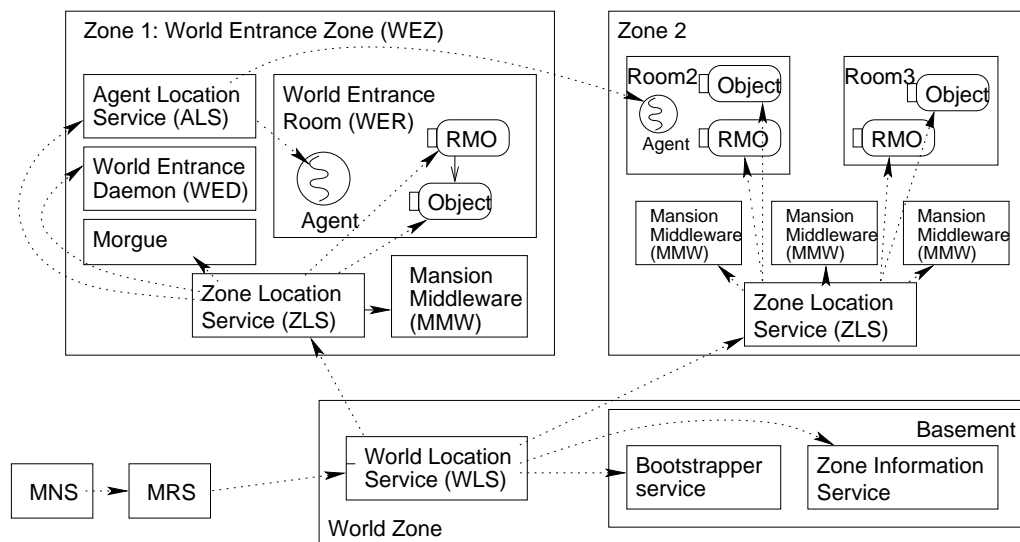 Zone 1: World Entrance Zone (WEZ)
Agent Location
Service (ALS)
World Entrance
Daemon (WED)
Morgue
World Entrance
Room (WER)
RMO
Object
Agent
Zone Location
Service (ZLS)
Mansion
Middleware
(MMW)
Zone 2
Room2
Object
Agent
RMO
Room3
Object
RMO
Mansion
Middleware
(MMW)
Mansion
Middleware
(MMW)
Mansion
Middleware
(MMW)
Zone Location
Service (ZLS)
MNS
MRS
World Location
Service (WLS)
World Zone
Basement
Bootstrapper
service
Zone Information
Service